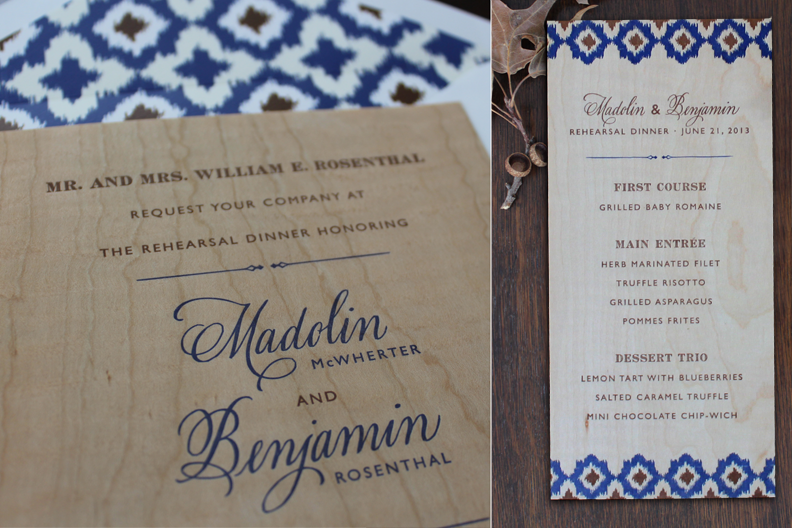 MR. AND MRS. WILLIAM E. ROSENTHAL
REQUEST YOUR COMPANY AT
THE REHEARSAL DINNER HONORING
Madolin
McWHERTER
AND
Benjamin
ROSENTHAL
Madolin & Benjamin
REHEARSAL DINNER · JUNE 21, 2013
FIRST COURSE
GRILLED BABY ROMAINE
MAIN ENTRÉE
HERB MARINATED FILET
TRUFFLE RISOTTO
GRILLED ASPARAGUS
POMMES FRITES
DESSERT TRIO
LEMON TART WITH BLUEBERRIES
SALTED CARAMEL TRUFFLE
MINI CHOCOLATE CHIP-WICH